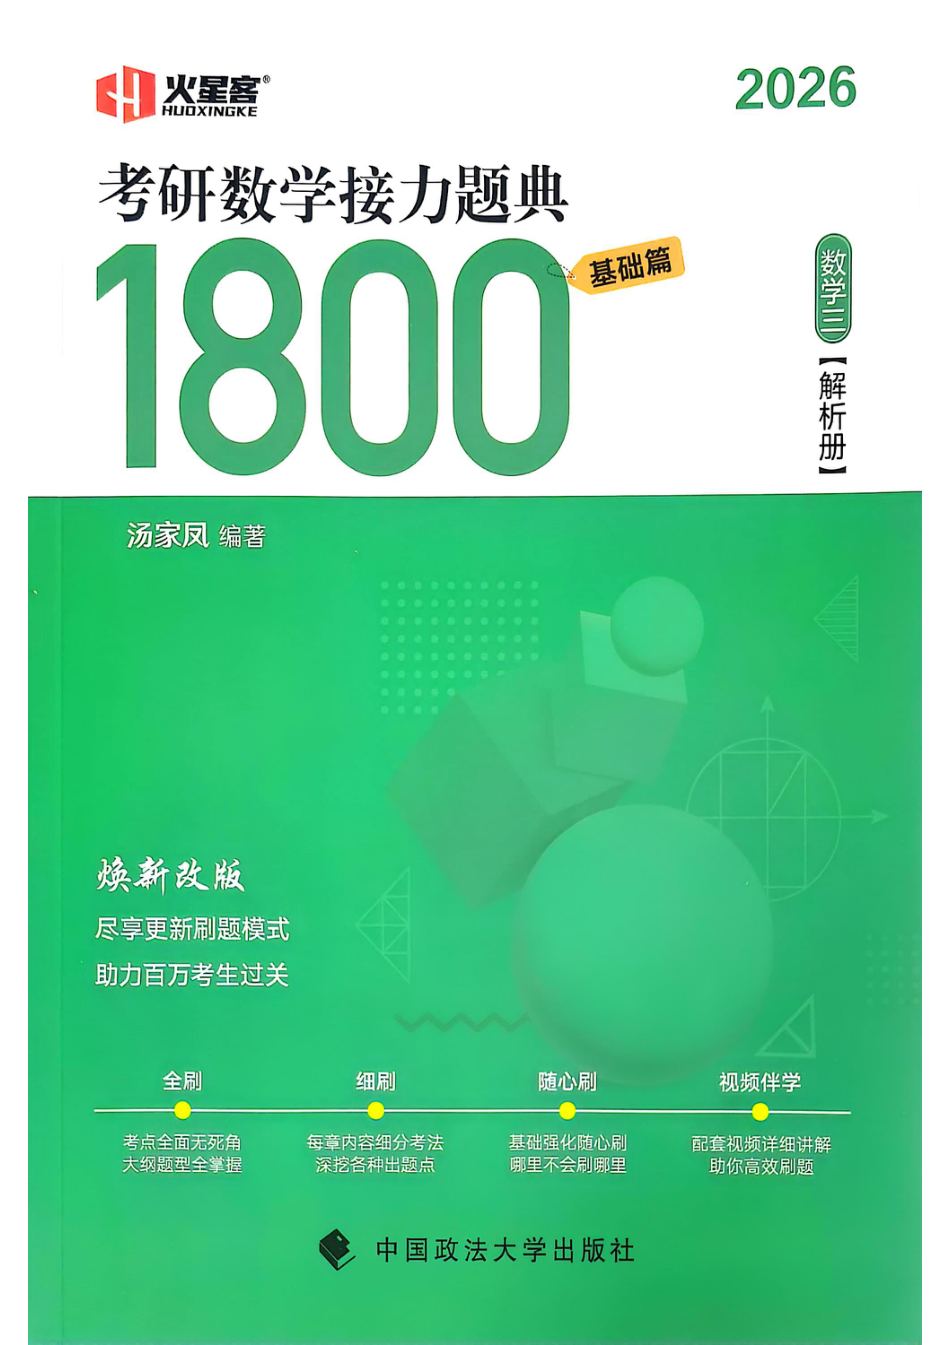 火星客®
HUOXINGKE
2026
考研数学接力题典
1800
基础篇
数学三
【解析册】
汤家凤 编著
焕新改版
尽享更新刷题模式
助力百万考生过关
全刷
考点全面无死角
大纲题型全掌握
细刷
每章内容细分考法
深挖各种出题点
随心刷
基础强化随心刷
哪里不会刷哪里
视频伴学
配套视频详细讲解
助你高效刷题
中国政法大学出版社